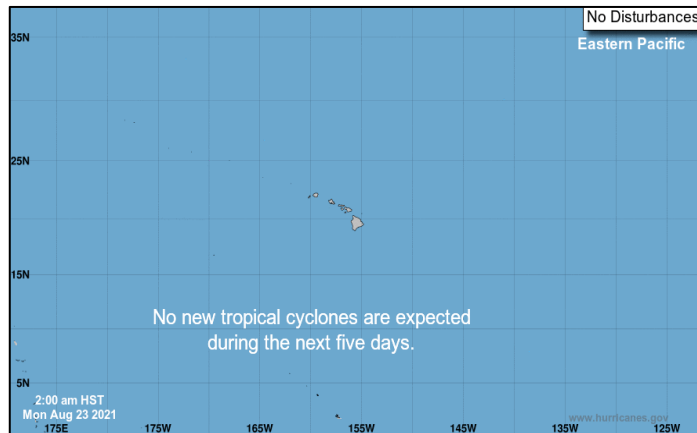 No Disturbances
35N
Eastern Pacific
25N
15N
No new tropical cyclones are expected
during the next five days.
5N
2:00 am HST
Mon Aug 23 2021
www.hurricanes.gov
175E
175W
165W
155W
145W
135W
125W